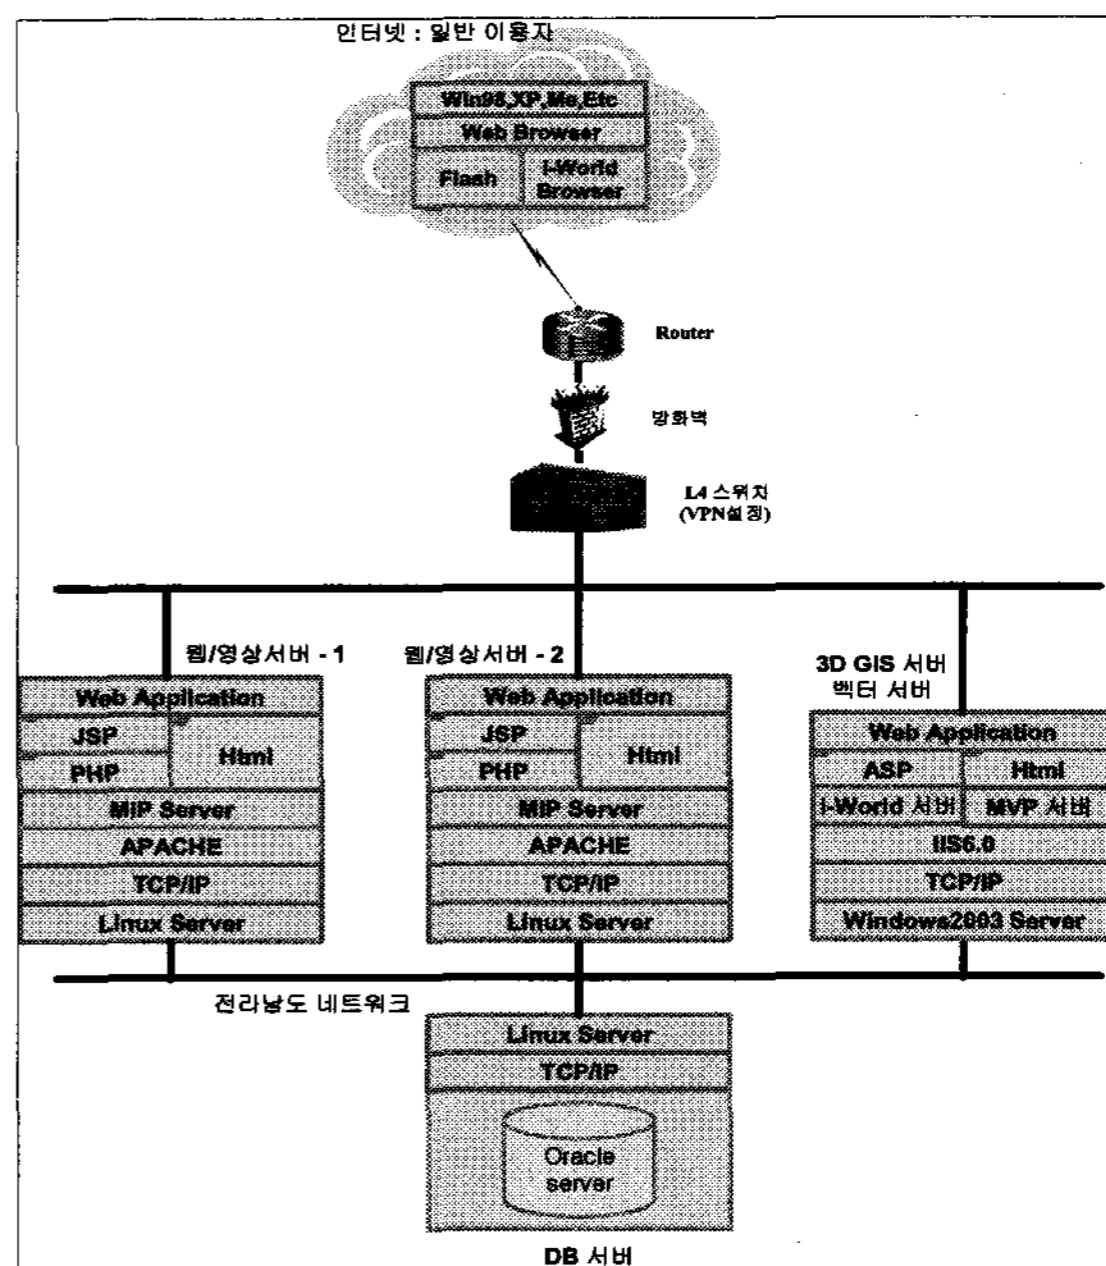 인터넷 : 일반 이용자
Win98,XP,Me,Etc
Web Browser
Flash
i-World
Browser
Router
방화벽
L4 스위치
(VPN설정)
웹/영상서버 - 1
웹/영상서버 - 2
3D GIS 서버
벡터 서버
Web Application
JSP
PHP
Html
MIP Server
APACHE
TCP/IP
Linux Server
Web Application
JSP
PHP
Html
MIP Server
APACHE
TCP/IP
Linux Server
Web Application
ASP
Html
i-World 서버
MVP 서버
IIS6.0
TCP/IP
Windows2003 Server
전라남도 네트워크
Linux Server
TCP/IP
Oracle
server
DB 서버